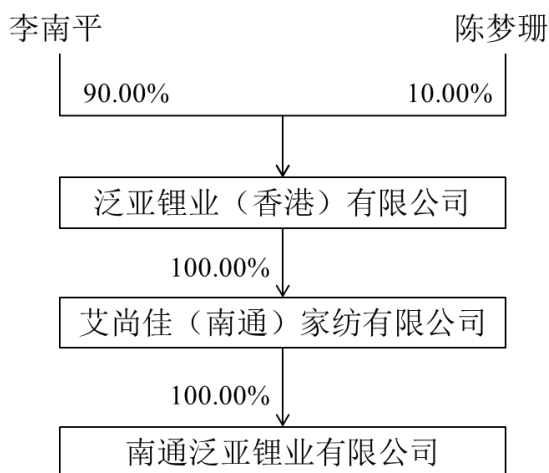 李南平
陈梦珊
90.00%
10.00%
泛亚锂业（香港）有限公司
100.00%
艾尚佳（南通）家纺有限公司
100.00%
南通泛亚锂业有限公司